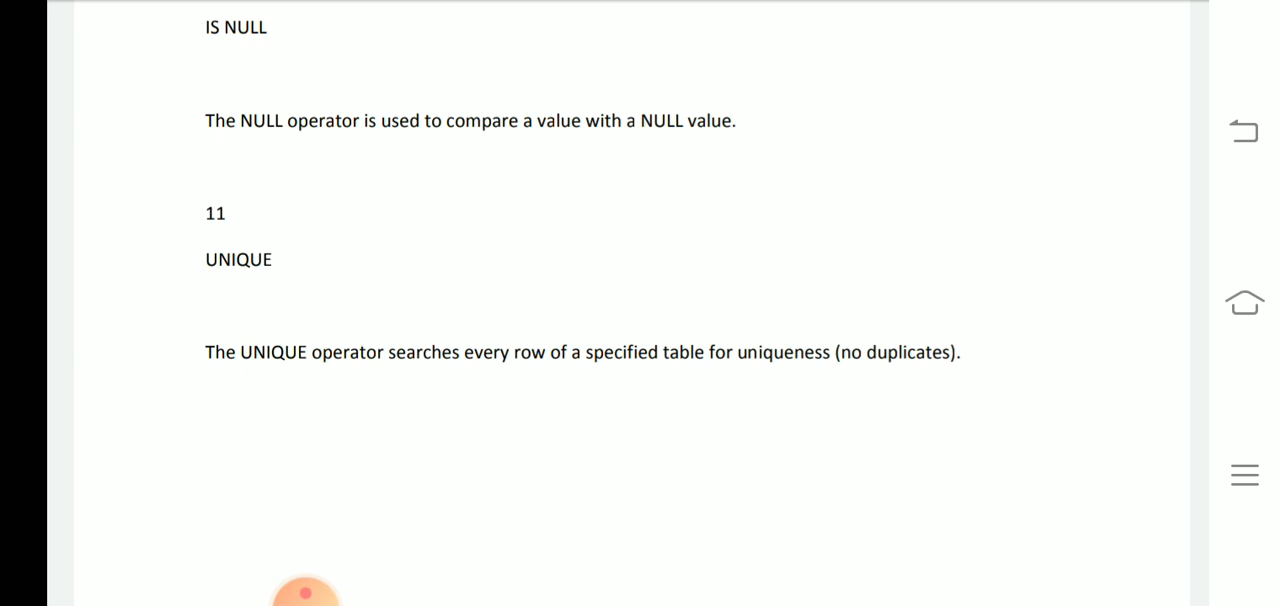 IS NULL
The NULL operator is used to compare a value with a NULL value.
11
UNIQUE
The UNIQUE operator searches every row of a specified table for uniqueness (no duplicates).